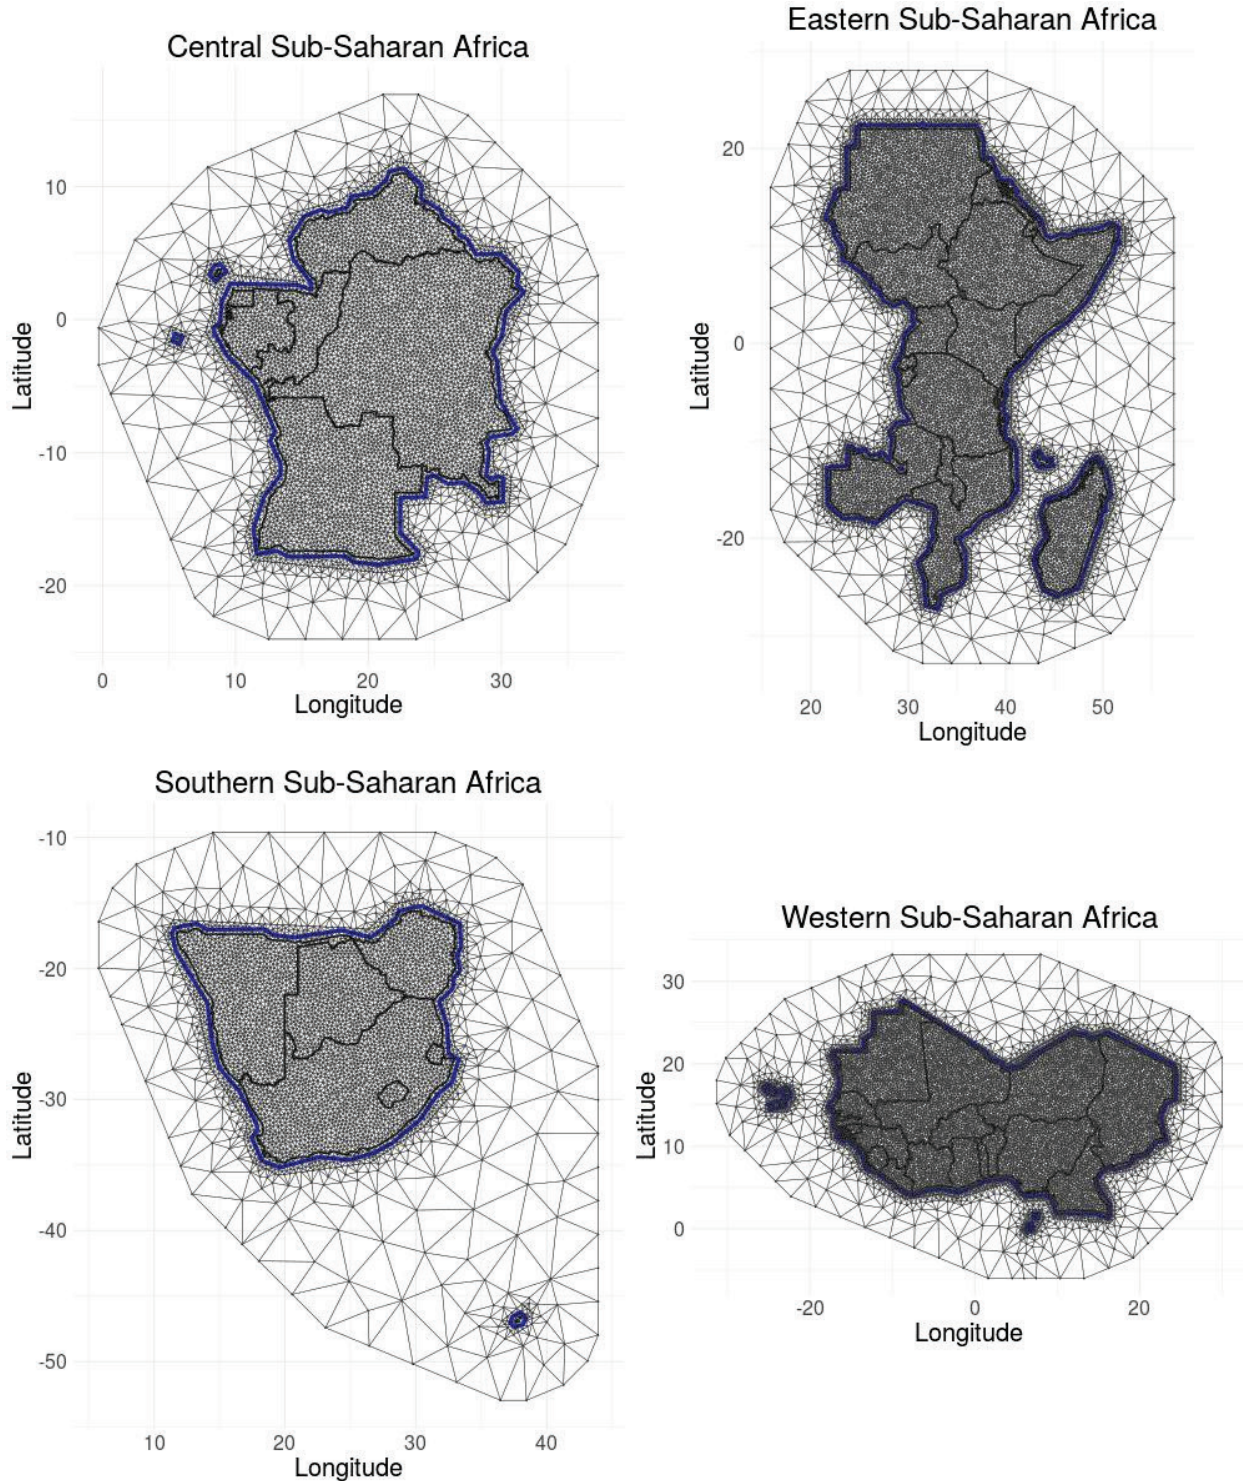 Central Sub-Saharan Africa
Latitude
10
0
-10
-20
0 10 20 30
Longitude
Eastern Sub-Saharan Africa
Latitude
20
0
-20
20 30 40 50
Longitude
Southern Sub-Saharan Africa
Latitude
-10
-20
-30
-40
-50
10 20 30 40
Longitude
Western Sub-Saharan Africa
Latitude
30
20
10
0
-20 0 20
Longitude